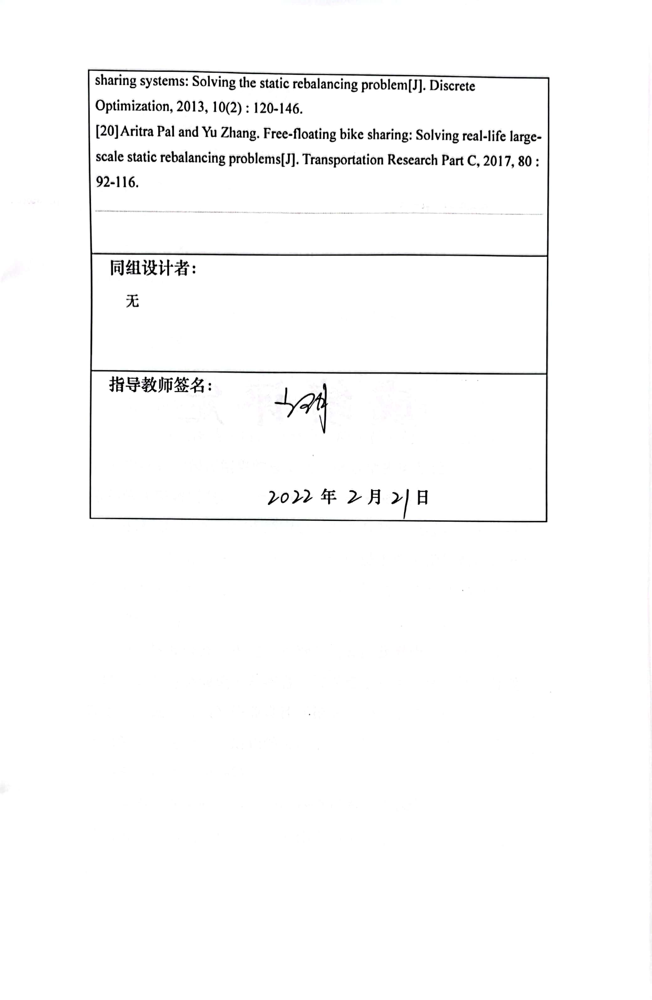 sharing systems: Solving the static rebalancing problem[J]. Discrete
Optimization, 2013, 10(2) : 120-146.
[20]Aritra Pal and Yu Zhang. Free-floating bike sharing: Solving real-life large-
scale static rebalancing problems[J]. Transportation Research Part C, 2017, 80 :
92-116.
同组设计者：
无
指导教师签名：
2022 年 2 月 21 日